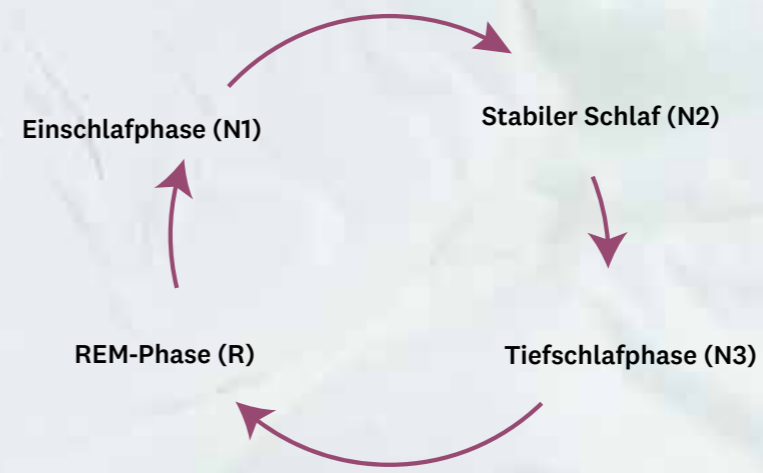 Einschlafphase (N1)
Stabiler Schlaf (N2)
REM-Phase (R)
Tiefschlafphase (N3)